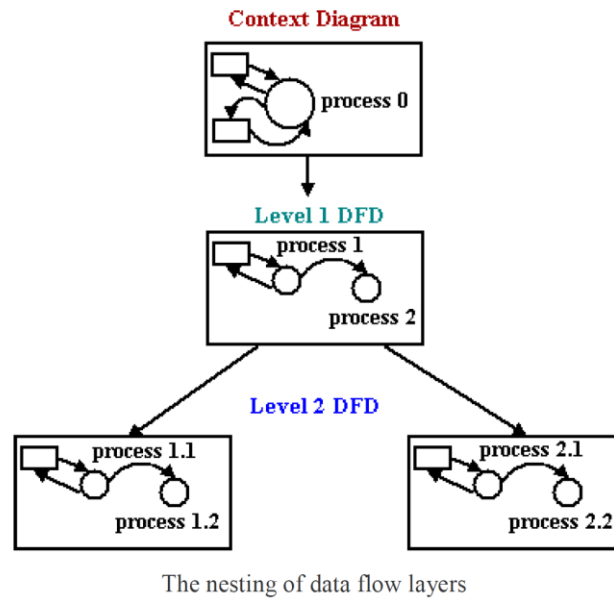 Context Diagram
process 0
Level 1 DFD
process 1
process 2
Level 2 DFD
process 1.1
process 1.2
process 2.1
process 2.2
The nesting of data flow layers